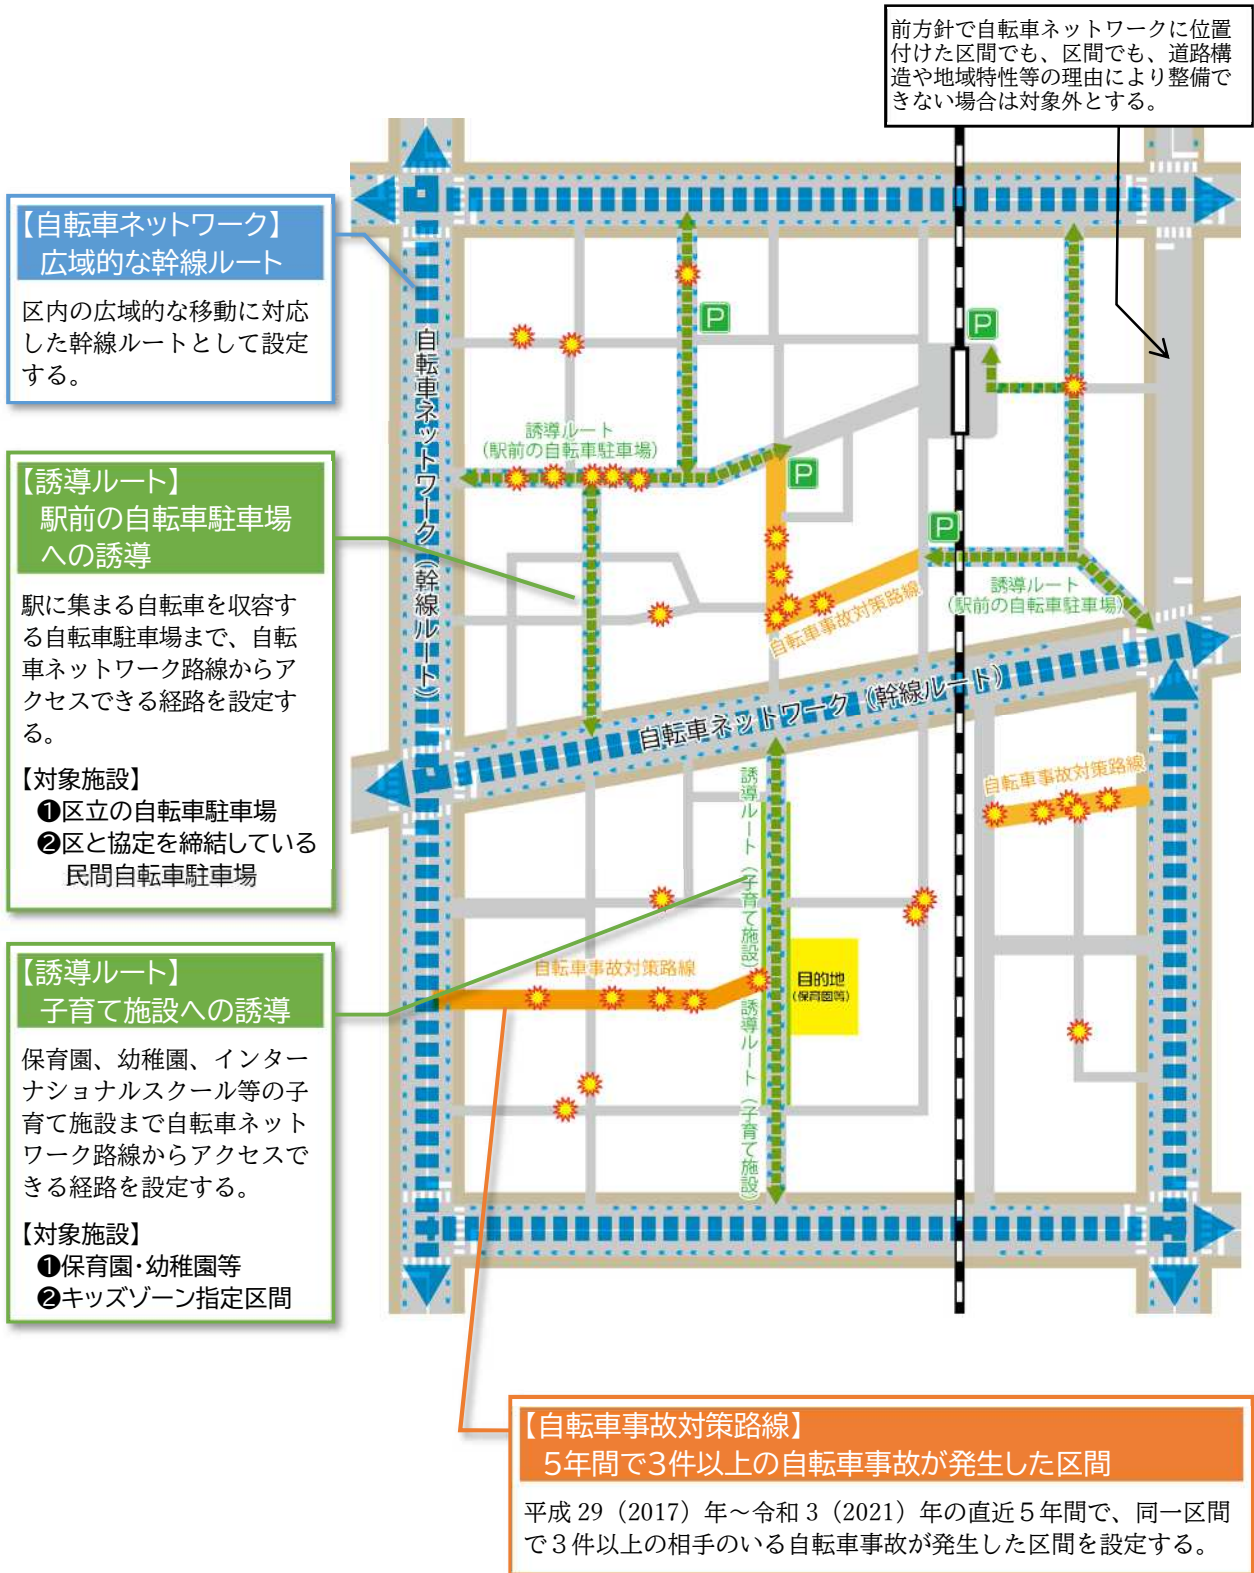 前方針で自転車ネットワークに位置
付けた区間でも、区間でも、道路構
造や地域特性等の理由により整備で
きない場合は対象外とする。
【自転車ネットワーク】
広域的な幹線ルート
区内の広域的な移動に対応
した幹線ルートとして設定
する。
【誘導ルート】
駅前の自転車駐車場
への誘導
駅に集まる自転車を収容す
る自転車駐車場まで、自転
車ネットワーク路線からア
クセスできる経路を設定す
る。
【対象施設】
❶区立の自転車駐車場
❷区と協定を締結している
民間自転車駐車場
【誘導ルート】
子育て施設への誘導
保育園、幼稚園、インター
ナショナルスクール等の子
育て施設まで自転車ネット
ワーク路線からアクセスで
きる経路を設定する。
【対象施設】
❶保育園・幼稚園等
❷キッズゾーン指定区間
自転車ネットワーク（幹線ルート）
P
P
誘導ルート
（駅前の自転車駐車場）
P
P
誘導ルート
（駅前の自転車駐車場）
自転車事故対策路線
自転車ネットワーク（幹線ルート）
誘導ルート（子育て施設）
自転車事故対策路線
自転車事故対策路線
目的地
（保育園等）
誘導ルート（子育て施設）
【自転車事故対策路線】
5年間で3件以上の自転車事故が発生した区間
平成 29（2017）年～令和 3（2021）年の直近５年間で、同一区間
で３件以上の相手のいる自転車事故が発生した区間を設定する。